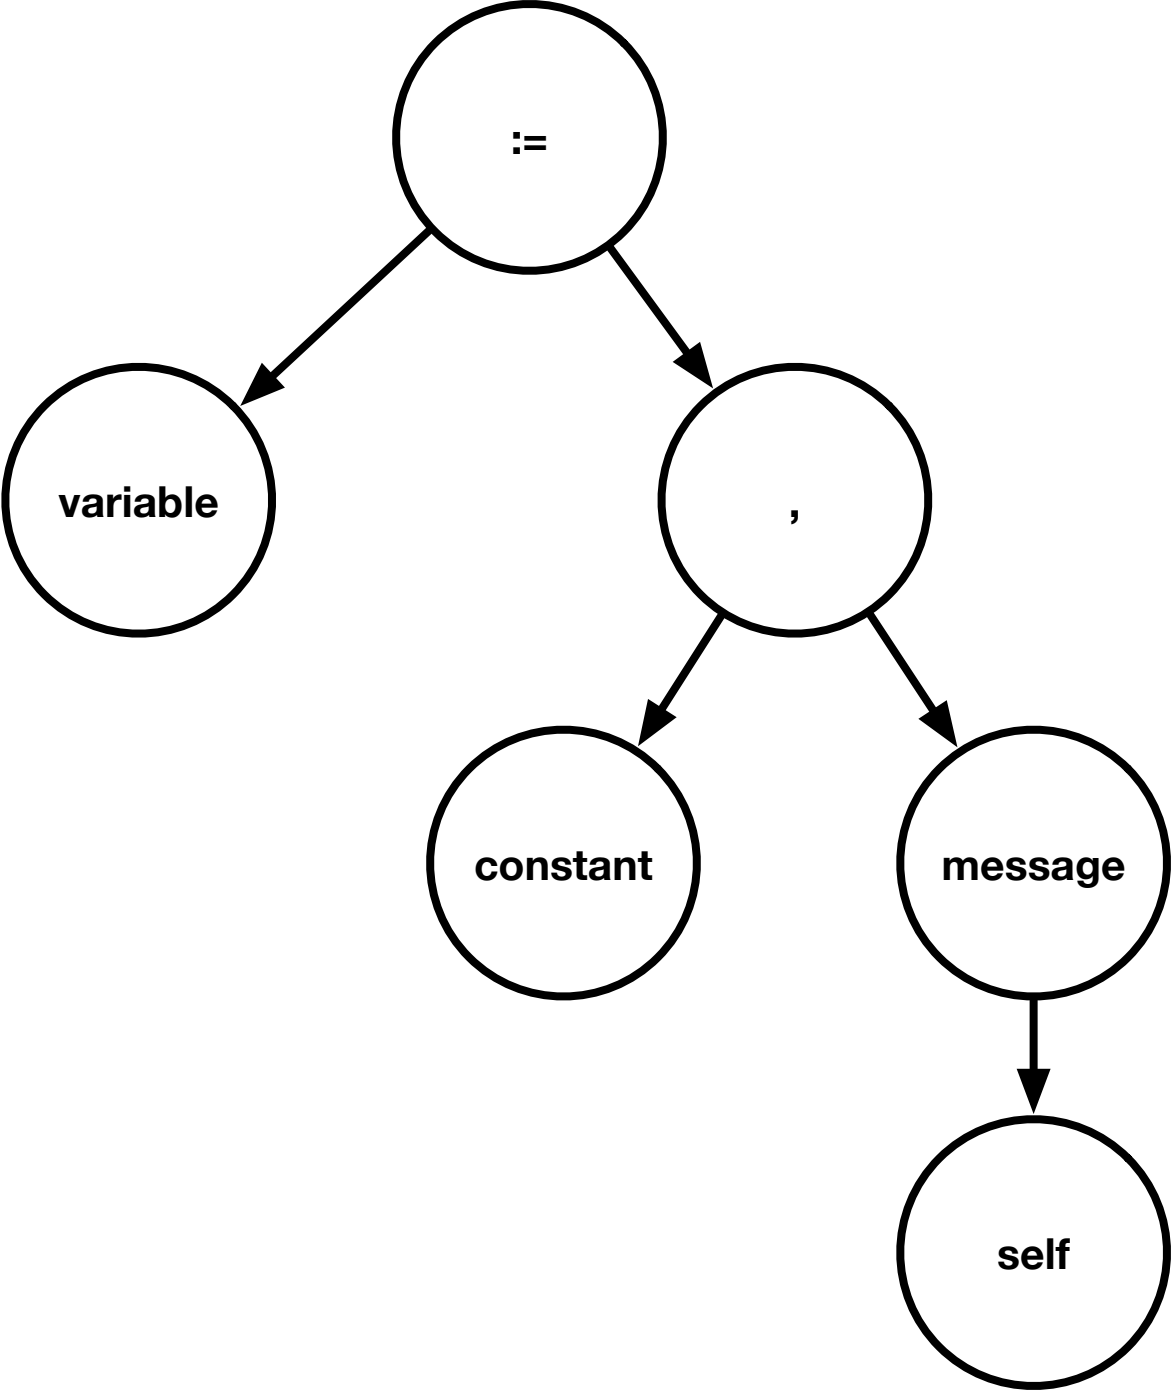 :=
variable
,
constant
message
self